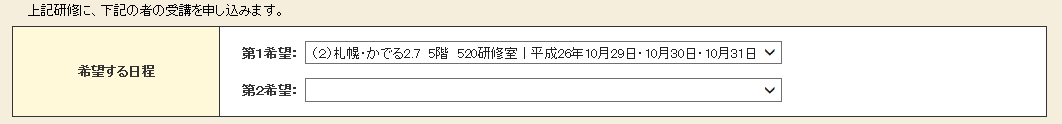 上記研修に、下記の者の受講を申し込みます。
希望する日程
第1希望: （2）札幌・かでる2.7 5階 520研修室｜平成26年10月29日・10月30日・10月31日
第2希望: